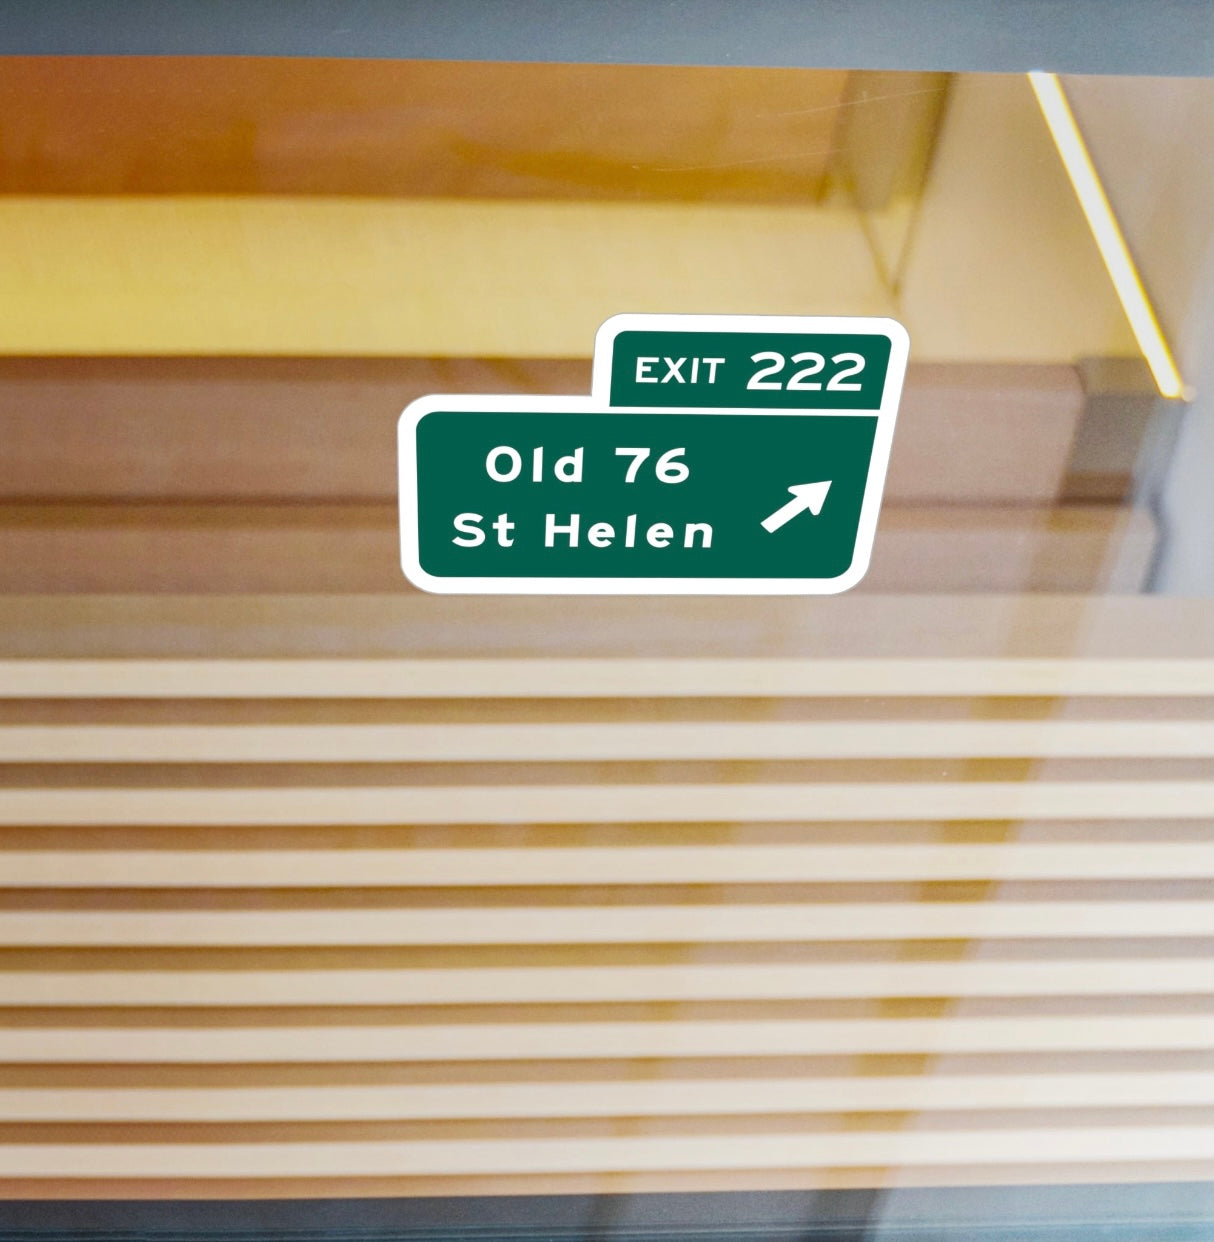 EXIT 222
Old 76
St Helen